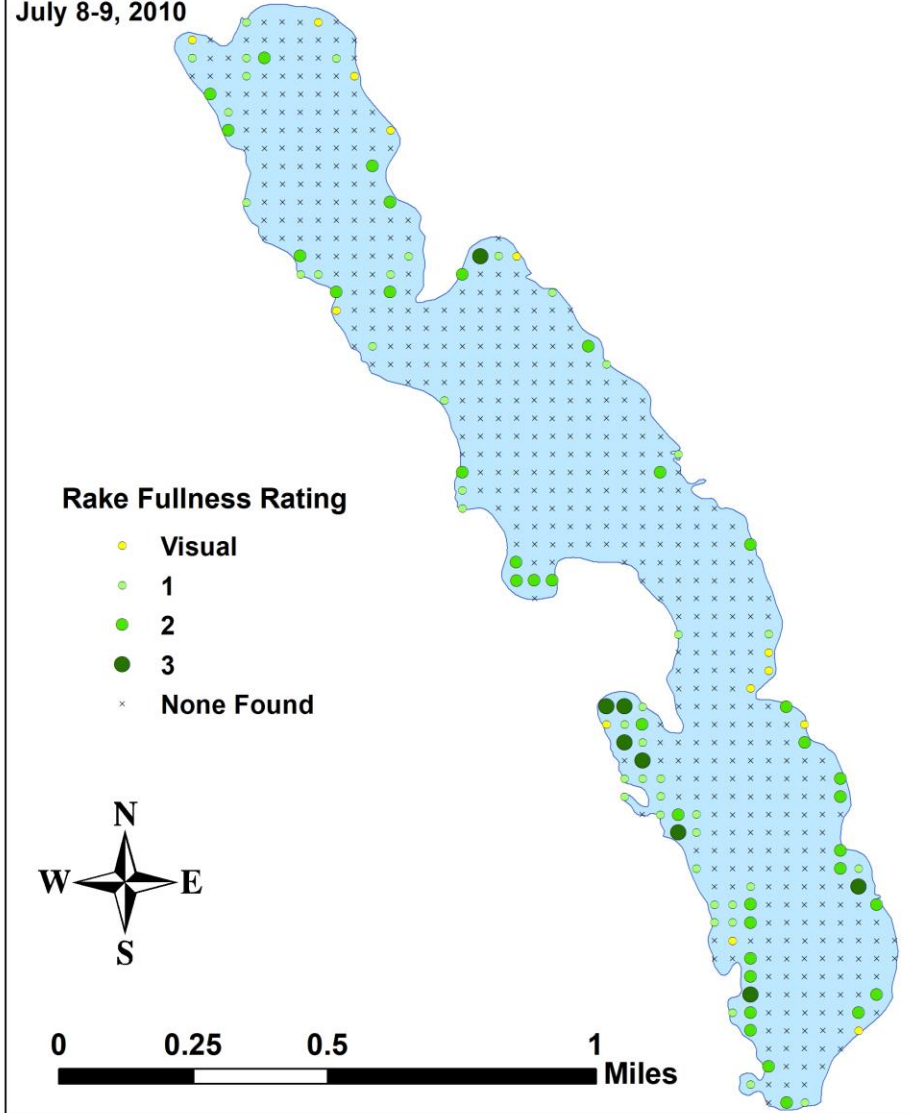 July 8-9, 2010
Rake Fullness Rating
Visual
1
2
3
None Found
N
W E
S
0 0.25 0.5 1
Miles